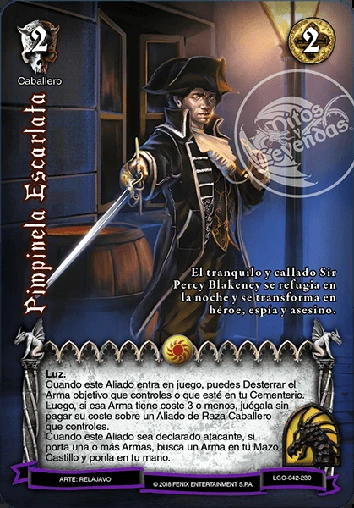 2
2
Caballero
Mitos
Leyendas
Pimpinela Escarlata
El tranquilo y callado Sir
Percy Blakeney se refugia en
la noche y se transforma en
héroe, espía y asesino.
Luz.
Cuando este Aliado entra en juego, puedes Desterrar el
Arma objetivo que controles o que esté en tu Cementerio.
Luego, si esa Arma tiene coste 3 o menos, juégala sin
pagar su coste sobre un Aliado de Raza Caballero
que controles.
Cuando este Aliado sea declarado atacante, si
porta una o más Armas, busca un Arma en tu Mazo
Castillo y ponla en tu mano.
ARTE: RELAJAVO
© 2018 FENIX ENTERTAINMENT S.P.A